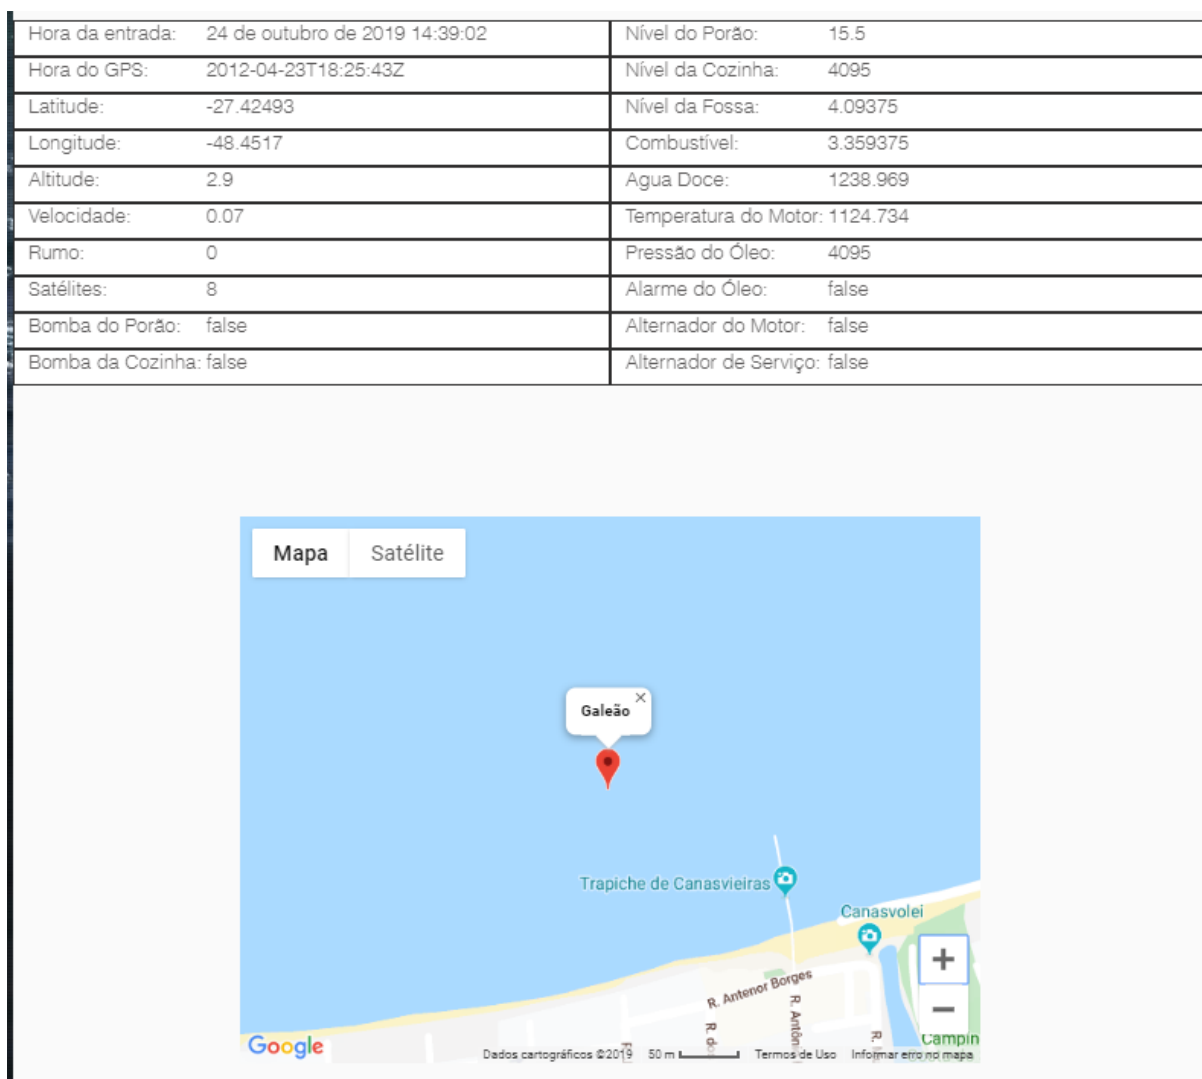 Hora da entrada: 24 de outubro de 2019 14:39:02 Nível do Porão: 15.5
Hora do GPS: 2012-04-23T18:25:43Z Nível da Cozinha: 4095
Latitude: -27.42493 Nível da Fossa: 4.09375
Longitude: -48.4517 Combustível: 3.359375
Altitude: 2.9 Agua Doce: 1238.969
Velocidade: 0.07 Temperatura do Motor: 1124.734
Rumo: 0 Pressão do Óleo: 4095
Satélites: 8 Alarme do Óleo: false
Bomba do Porão: false Alternador do Motor: false
Bomba da Cozinha: false Alternador de Serviço: false
Mapa Satélite
Galeão
Trapiche de Canasvieiras
Canasvolei
R. Antenor Borges
R. Antôni
R. do
R.
Campin
Google
Dados cartográficos ©2019 50 m Termos de Uso Informar erro no mapa